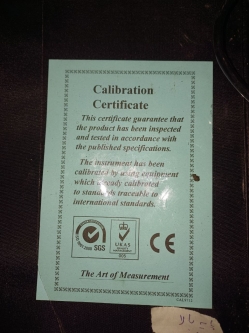 Calibration
Certificate
This certificate guarantee that
the product has been inspected
and tested in accordance with
the published specifications.
The instrument has been
calibrated by using equipment
which already calibrated
to standards traceable to
international standards.
SGS
UKAS
005
CE
The Art of Measurement